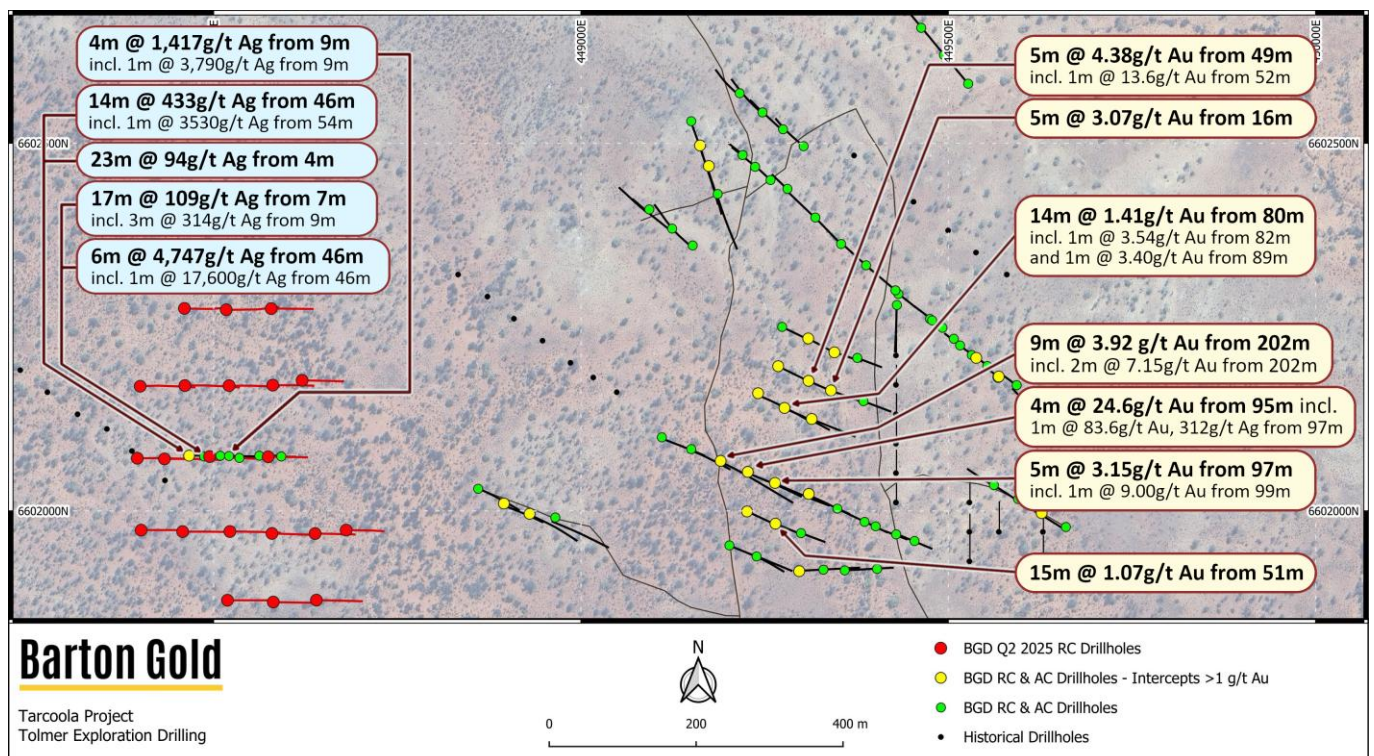 4m @ 1,417g/t Ag from 9m
incl. 1m @ 3,790g/t Ag from 9m
14m @ 433g/t Ag from 46m
incl. 1m @ 3530g/t Ag from 54m
23m @ 94g/t Ag from 4m
17m @ 109g/t Ag from 7m
incl. 3m @ 314g/t Ag from 9m
6m @ 4,747g/t Ag from 46m
incl. 1m @ 17,600g/t Ag from 46m
449000E
449500E
6602500N
6602500N
6602000N
6602000N
5m @ 4.38g/t Au from 49m
incl. 1m @ 13.6g/t Au from 52m
5m @ 3.07g/t Au from 16m
14m @ 1.41g/t Au from 80m
incl. 1m @ 3.54g/t Au from 82m
and 1m @ 3.40g/t Au from 89m
9m @ 3.92 g/t Au from 202m
incl. 2m @ 7.15g/t Au from 202m
4m @ 24.6g/t Au from 95m incl.
1m @ 83.6g/t Au, 312g/t Ag from 97m
5m @ 3.15g/t Au from 97m
incl. 1m @ 9.00g/t Au from 99m
15m @ 1.07g/t Au from 51m
Barton Gold
Tarcoola Project
Tolmer Exploration Drilling
N
0 200 400 m
BGD Q2 2025 RC Drillholes
BGD RC & AC Drillholes - Intercepts >1 g/t Au
BGD RC & AC Drillholes
Historical Drillholes